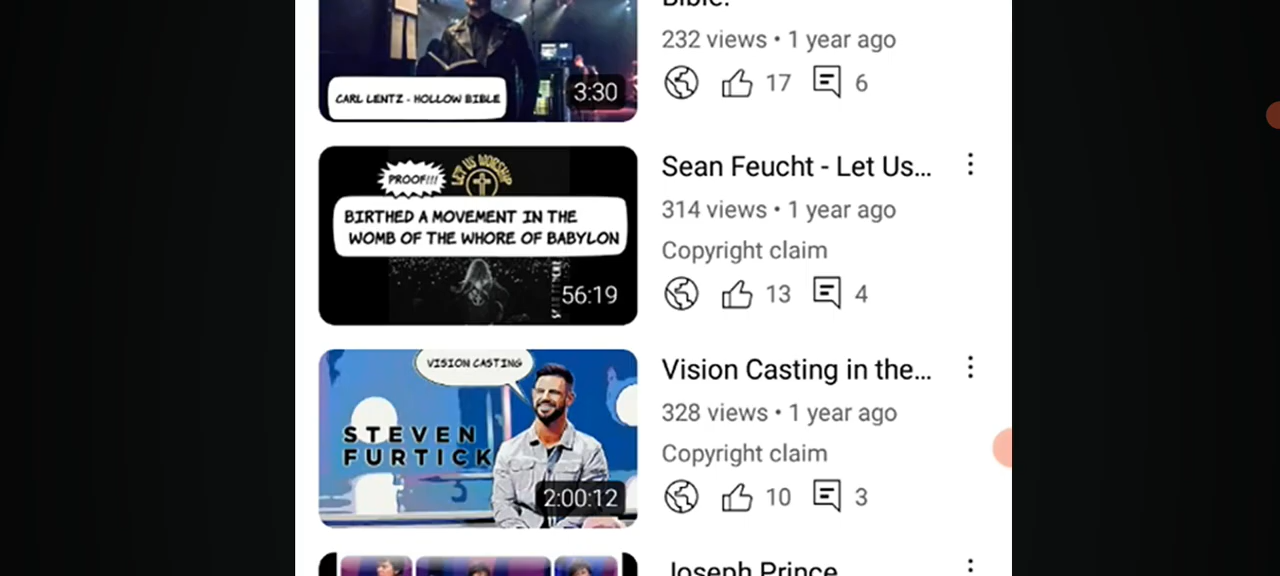 Bible!
232 views • 1 year ago
17 6
CARL LENTZ - HOLLOW BIBLE
3:30
PROOF!!!
LET US WORSHIP
BIRTHED A MOVEMENT IN THE
WOMB OF THE WHORE OF BABYLON
56:19
Sean Feucht - Let Us...
314 views • 1 year ago
Copyright claim
13 4
VISION CASTING
STEVEN
FURTICK
2:00:12
Vision Casting in the...
328 views • 1 year ago
Copyright claim
10 3
Joseph Prince